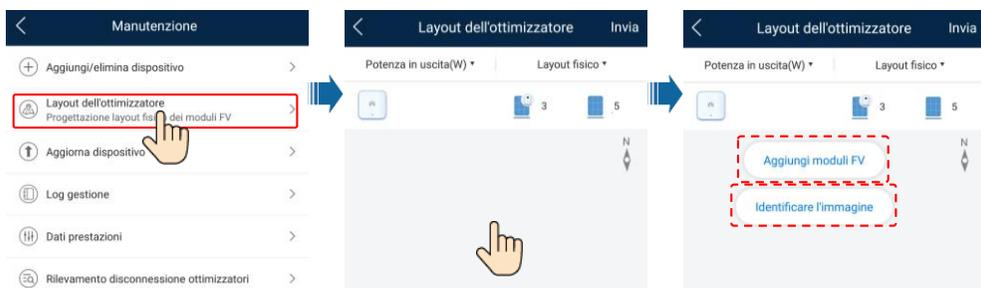 Manutenzione
Aggiungi/elimina dispositivo
Layout dell'ottimizzatore
Progettazione layout fisico dei moduli FV
Aggiorna dispositivo
Log gestione
Dati prestazioni
Rilevamento disconnessione ottimizzatori
Layout dell'ottimizzatore Invia
Potenza in uscita(W) Layout fisico
3 5
N
Layout dell'ottimizzatore Invia
Potenza in uscita(W) Layout fisico
3 5
N
Aggiungi moduli FV
Identificare l'immagine